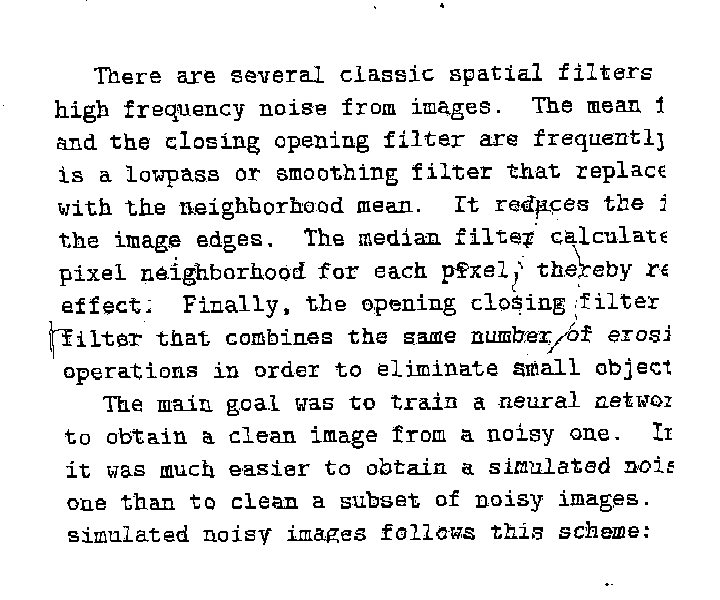 There are several classic spatial filters
high frequency noise from images. The mean f
and the closing opening filter are frequently
is a lowpass or smoothing filter that replace
with the neighborhood mean. It reduces the i
the image edges. The median filter calculate
pixel neighborhood for each pixel, thereby re
effect. Finally, the opening closing filter
filter that combines the same number of erosi
operations in order to eliminate small object
The main goal was to train a neural networ
to obtain a clean image from a noisy one. In
it was much easier to obtain a simulated nois
one than to clean a subset of noisy images.
simulated noisy images follows this scheme: